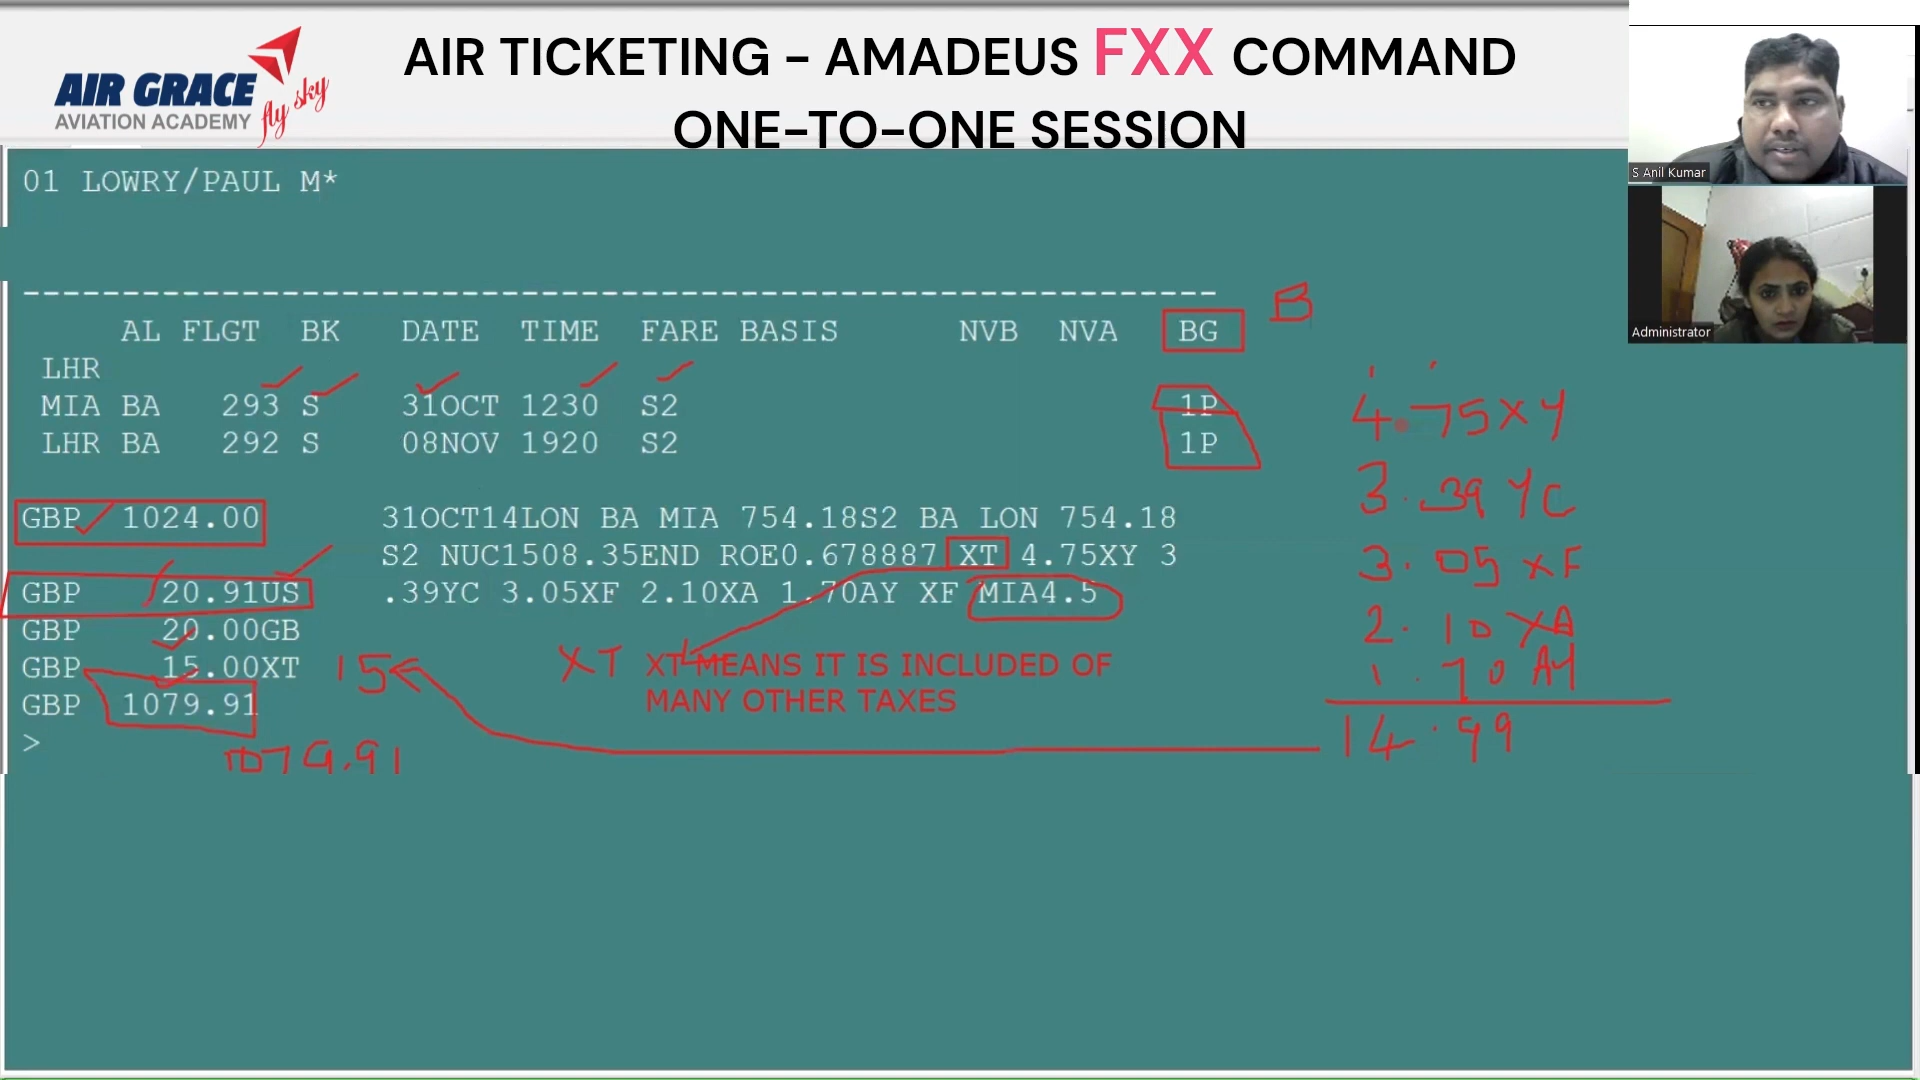 AIR GRACE
fly sky
AVIATION ACADEMY
AIR TICKETING - AMADEUS FXX COMMAND
ONE-TO-ONE SESSION
S Anil Kumar
Administrator
01 LOWRY/PAUL M*
------------------------------------------------------------
AL FLGT BK DATE TIME FARE BASIS NVB NVA BG
B
LHR
MIA BA 293 S 31OCT 1230 S2 1P
LHR BA 292 S 08NOV 1920 S2 1P
GBP 1024.00 31OCT14LON BA MIA 754.18S2 BA LON 754.18
S2 NUC1508.35END ROE0.678887 XT 4.75XY 3
GBP 20.91US .39YC 3.05XF 2.10XA 1.70AY XF MIA4.5
GBP 20.00GB
GBP 15.00XT
GBP 1079.91
>
15
1079.91
XT XT MEANS IT IS INCLUDED OF
MANY OTHER TAXES
4.75XY
3.39YC
3.05XF
2.10XA
1.70AY
14.99